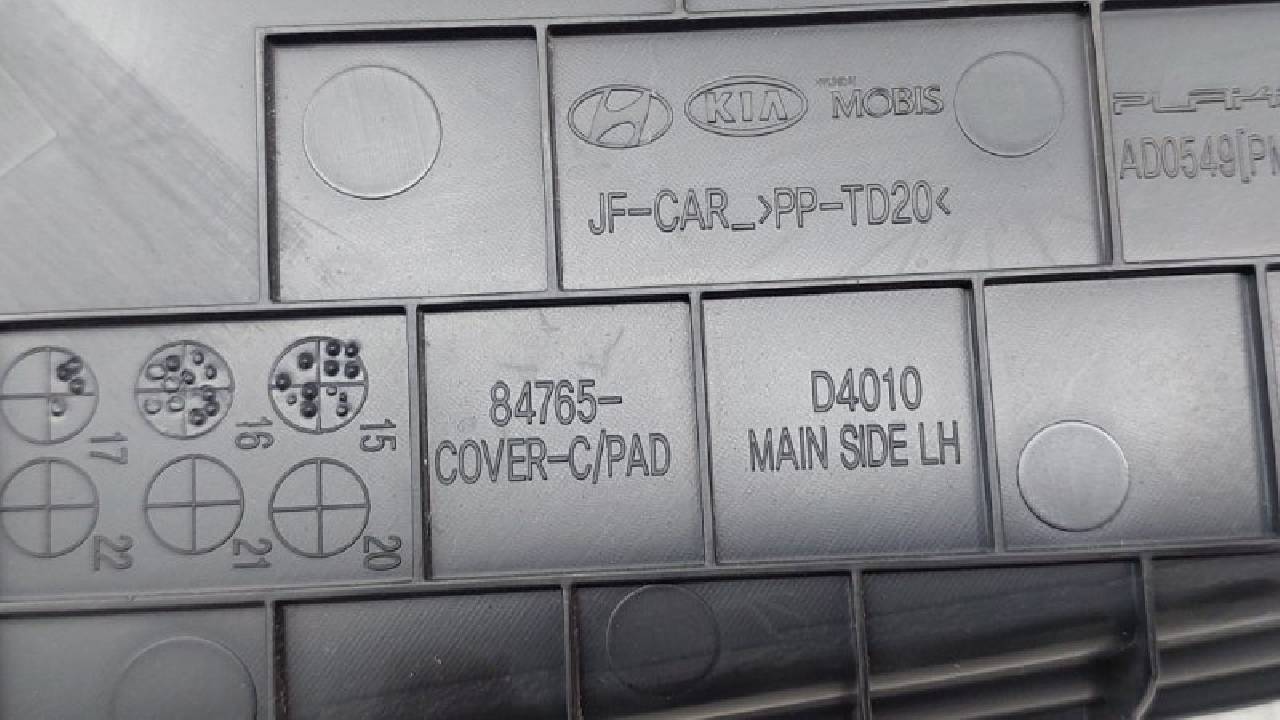 KIA
HYUNDAI
MOBIS
JF-CAR_>PP-TD20<
AD0549[P
84765-
COVER-C/PAD
D4010
MAIN SIDE LH
17
16
15
22
21
20